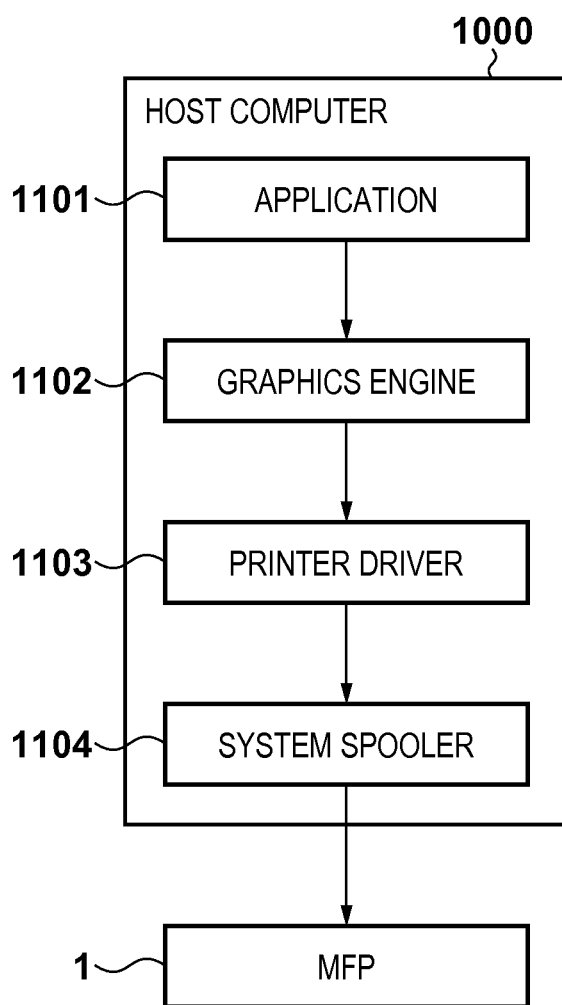 1000
HOST COMPUTER
1101
APPLICATION
1102
GRAPHICS ENGINE
1103
PRINTER DRIVER
1104
SYSTEM SPOOLER
1
MFP